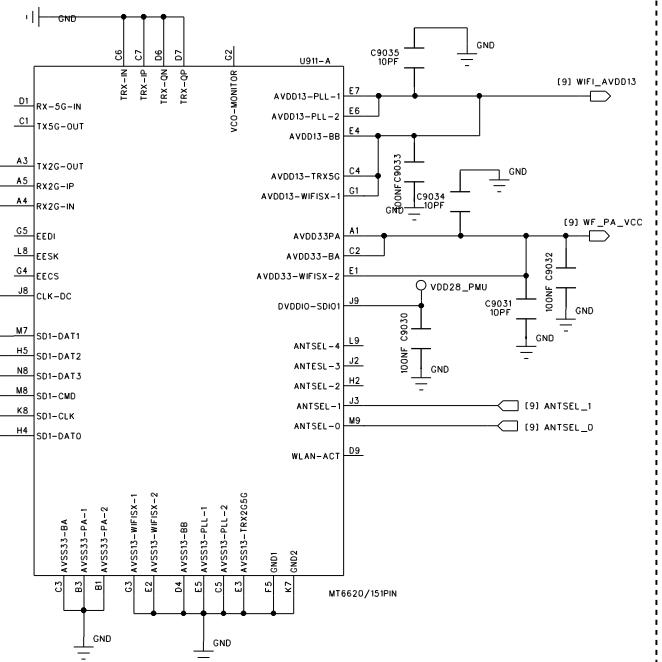 GND
C6
C7
D6
D7
G2
U911-A
TRX-IN
TRX-IP
TRX-QN
TRX-QP
VCO-MONITOR
C9035
10PF
GND
[9] WIFI_AVDD13
D1 RX-5G-IN
C1 TX5G-OUT
A3 TX2G-OUT
A5 RX2G-IP
A4 RX2G-IN
G5 EEDI
L8 EESK
G4 EECS
J8 CLK-DC
M7 SD1-DAT1
H5 SD1-DAT2
N8 SD1-DAT3
M8 SD1-CMD
K8 SD1-CLK
H4 SD1-DAT0
AVDD13-PLL-1 E7
AVDD13-PLL-2 E6
AVDD13-BB E4
AVDD13-TRX5G C4
AVDD13-WIFISX-1 G1
AVDD33PA A1
AVDD33-BA C2
AVDD33-WIFISX-2 E1
DVDDIO-SDIO1 J9
ANTSEL-4 L9
ANTESL-3 J2
ANTSEL-2 H2
ANTSEL-1 J3
ANTSEL-0 M9
WLAN-ACT D9
100NF C9033
GND
C9034
10PF
GND
[9] WF_PA_VCC
VDD28_PMU
100NF C9030
GND
C9031
10PF
GND
100NF C9032
GND
[9] ANTSEL_1
[9] ANTSEL_0
AVSS33-BA
AVSS33-PA-1
AVSS33-PA-2
AVSS13-WIFISX-1
AVSS13-WIFISX-2
AVSS13-BB
AVSS13-PLL-1
AVSS13-PLL-2
AVSS13-TRX2G5G
GND1
GND2
C3
B3
B1
G3
E2
D4
E5
C5
E3
F5
K7
MT6620/151PIN
GND
GND